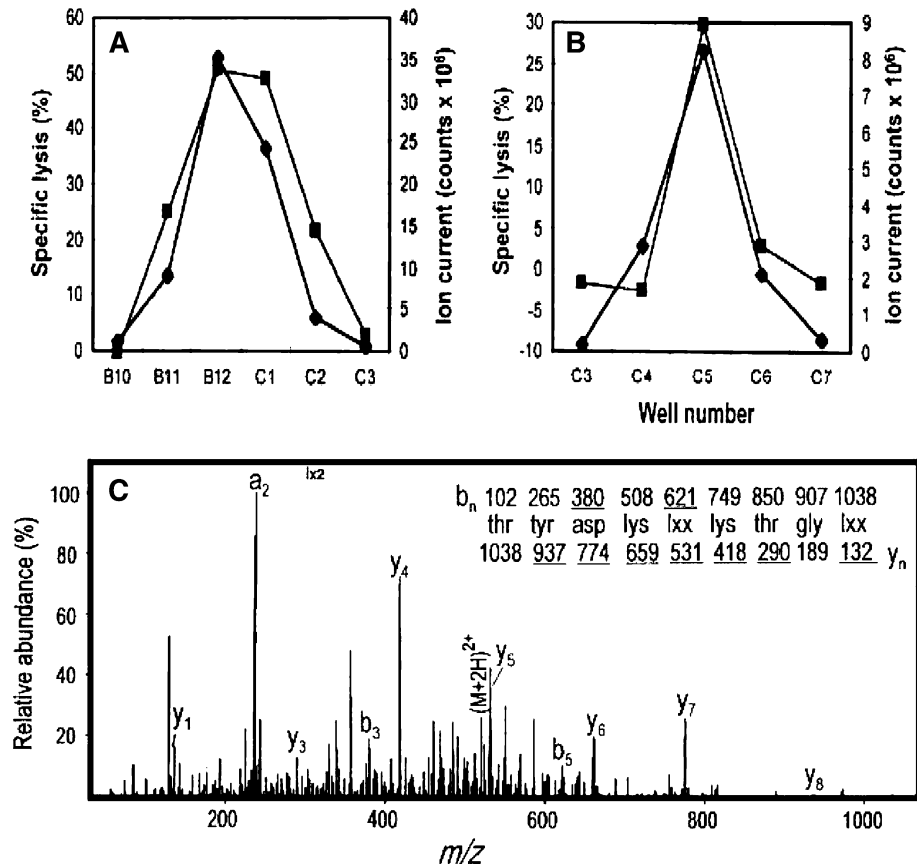 A
Specific lysis (%)
60
50
40
30
20
10
0
B10 B11 B12 C1 C2 C3
40
35
30
25
20
15
10
5
0
Ion current (counts x 10⁶)
B
Specific lysis (%)
30
25
20
15
10
5
0
-5
-10
C3 C4 C5 C6 C7
9
8
7
6
5
4
3
2
1
0
Ion current (counts x 10⁶)
Well number
C
Relative abundance (%)
100
80
60
40
20
200 400 600 800 1000
m/z
a₂
lx2
bₙ 102 265 380 508 621 749 850 907 1038
thr tyr asp lys lxx lys thr gly lxx
1038 937 774 659 531 418 290 189 132 yₙ
y₁
y₃
b₃
y₄
(M+2H)²⁺
y₅
b₅
y₆
y₇
y₈